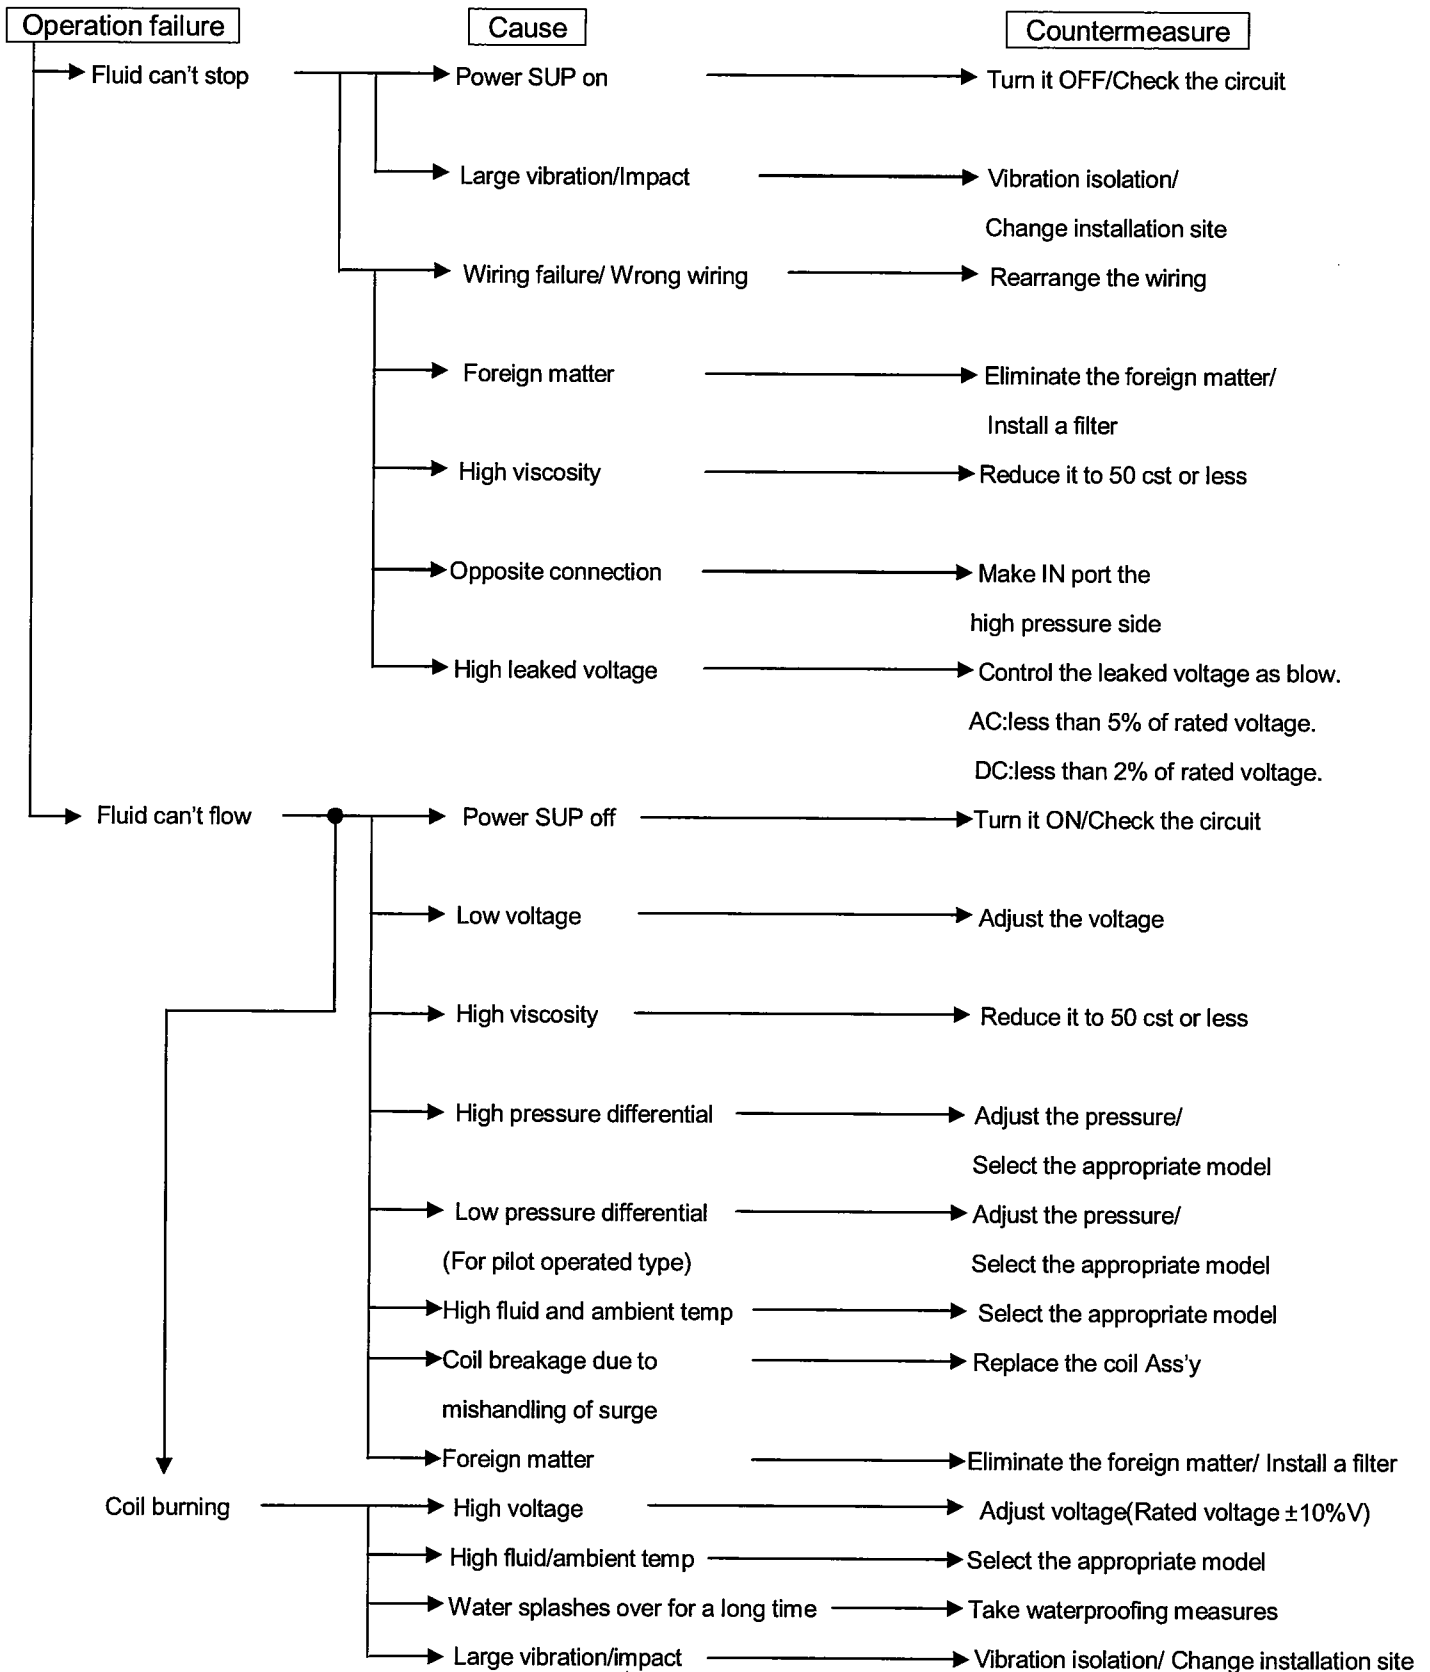 Operation failure Cause Countermeasure
Fluid can't stop Power SUP on Turn it OFF/Check the circuit
Large vibration/Impact Vibration isolation/
Change installation site
Wiring failure/ Wrong wiring Rearrange the wiring
Foreign matter Eliminate the foreign matter/
Install a filter
High viscosity Reduce it to 50 cst or less
Opposite connection Make IN port the
high pressure side
High leaked voltage Control the leaked voltage as blow.
AC:less than 5% of rated voltage.
DC:less than 2% of rated voltage.
Fluid can't flow Power SUP off Turn it ON/Check the circuit
Low voltage Adjust the voltage
High viscosity Reduce it to 50 cst or less
High pressure differential Adjust the pressure/
Select the appropriate model
Low pressure differential Adjust the pressure/
(For pilot operated type) Select the appropriate model
High fluid and ambient temp Select the appropriate model
Coil breakage due to Replace the coil Ass'y
mishandling of surge
Foreign matter Eliminate the foreign matter/ Install a filter
Coil burning High voltage Adjust voltage(Rated voltage ±10%V)
High fluid/ambient temp Select the appropriate model
Water splashes over for a long time Take waterproofing measures
Large vibration/impact Vibration isolation/ Change installation site